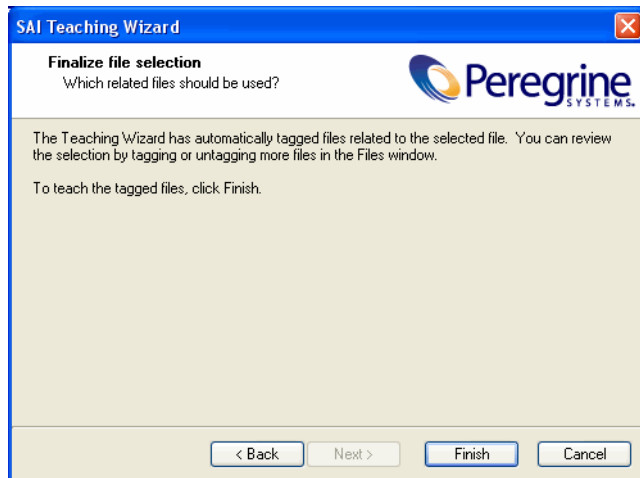 SAI Teaching Wizard
Finalize file selection
Which related files should be used?
Peregrine
SYSTEMS.
The Teaching Wizard has automatically tagged files related to the selected file. You can review
the selection by tagging or untagging more files in the Files window.
To teach the tagged files, click Finish.
< Back
Next >
Finish
Cancel